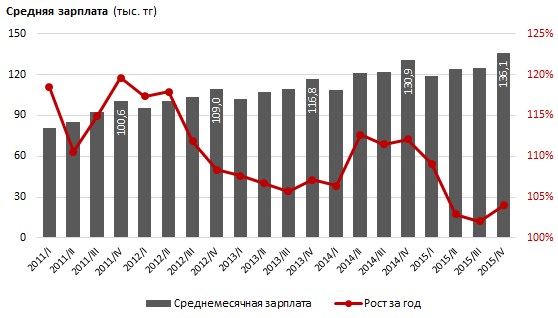 Средняя зарплата (тыс. тг)
150 125%
120 120%
90 115%
60 110%
30 105%
0 100%
100,6 109,0 116,8 130,9 136,1
2011/I 2011/II 2011/III 2011/IV 2012/I 2012/II 2012/III 2012/IV 2013/I 2013/II 2013/III 2013/IV 2014/I 2014/II 2014/III 2014/IV 2015/I 2015/II 2015/III 2015/IV
Среднемесячная зарплата Рост за год